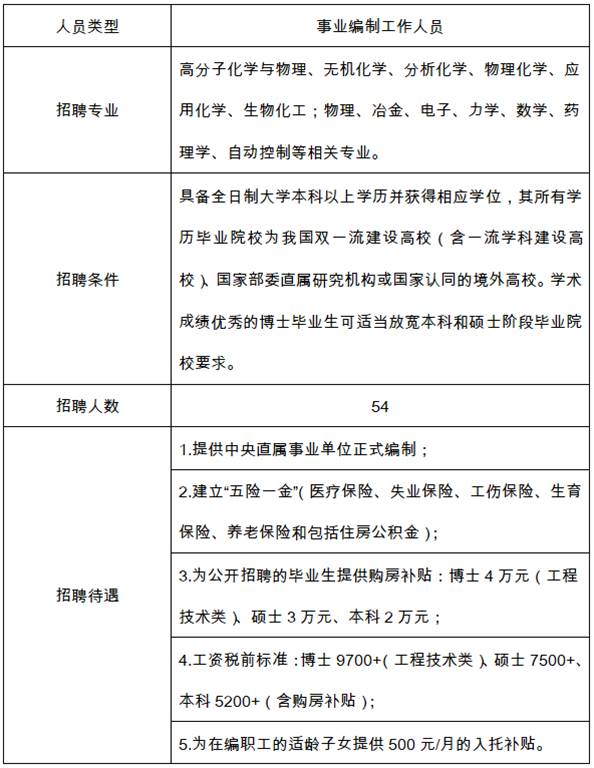 人员类型
事业编制工作人员
招聘专业
高分子化学与物理、无机化学、分析化学、物理化学、应
用化学、生物化工；物理、冶金、电子、力学、数学、药
理学、自动控制等相关专业。
招聘条件
具备全日制大学本科以上学历并获得相应学位，其所有学
历毕业院校为我国双一流建设高校（含一流学科建设高
校）、国家部委直属研究机构或国家认同的境外高校。学术
成绩优秀的博士毕业生可适当放宽本科和硕士阶段毕业院
校要求。
招聘人数
54
招聘待遇
1.提供中央直属事业单位正式编制；
2.建立“五险一金”（医疗保险、失业保险、工伤保险、生育
保险、养老保险和包括住房公积金）；
3.为公开招聘的毕业生提供购房补贴：博士4万元（工程
技术类）、硕士3万元、本科2万元；
4.工资税前标准：博士9700+（工程技术类）、硕士7500+、
本科5200+（含购房补贴）；
5.为在编职工的适龄子女提供500元/月的入托补贴。